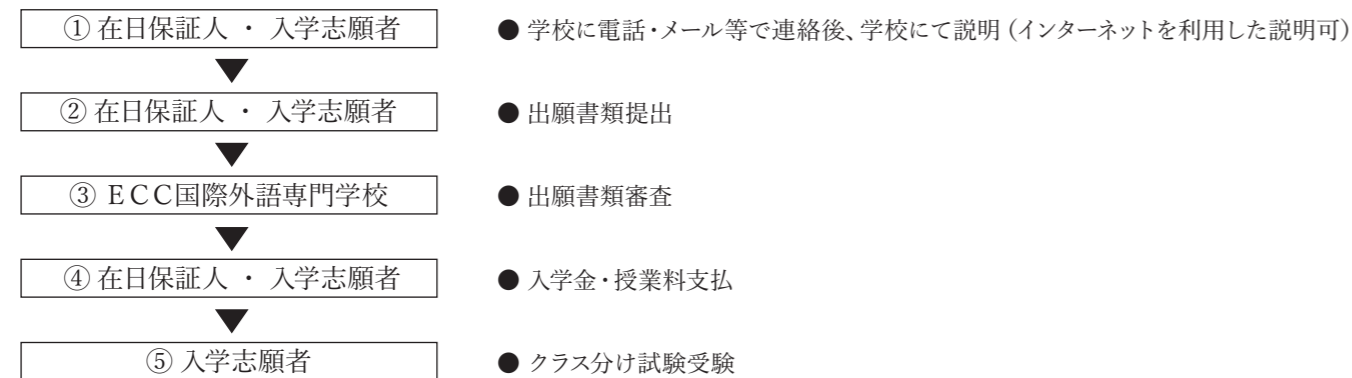 ① 在日保証人 ・ 入学志願者 ● 学校に電話・メール等で連絡後、学校にて説明（インターネットを利用した説明可）
▼
② 在日保証人 ・ 入学志願者 ● 出願書類提出
▼
③ ECC国際外語専門学校 ● 出願書類審査
▼
④ 在日保証人 ・ 入学志願者 ● 入学金・授業料支払
▼
⑤ 入学志願者 ● クラス分け試験受験